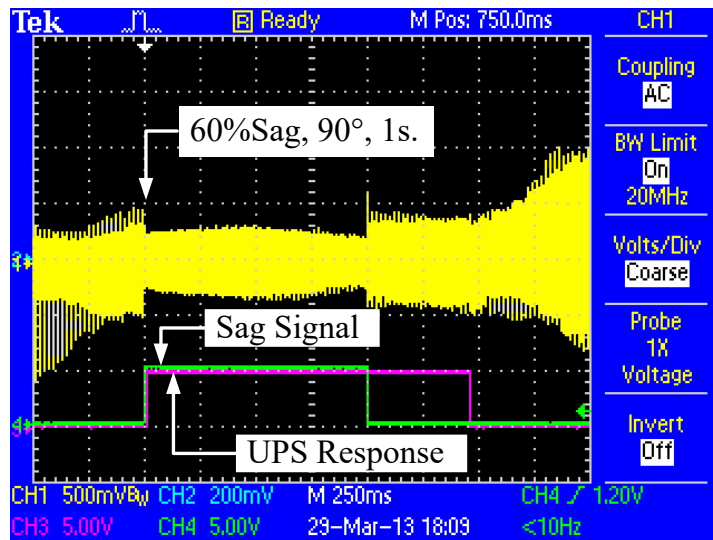 Tek R Ready M Pos: 750.0ms CH1
Coupling
AC
60%Sag, 90°, 1s.
BW Limit
On
20MHz
Volts/Div
Coarse
Sag Signal
Probe
1X
Voltage
UPS Response
Invert
Off
CH1 500mVBW CH2 200mV M 250ms CH4 / 1.20V
CH3 5.00V CH4 5.00V 29-Mar-13 18:09 <10Hz